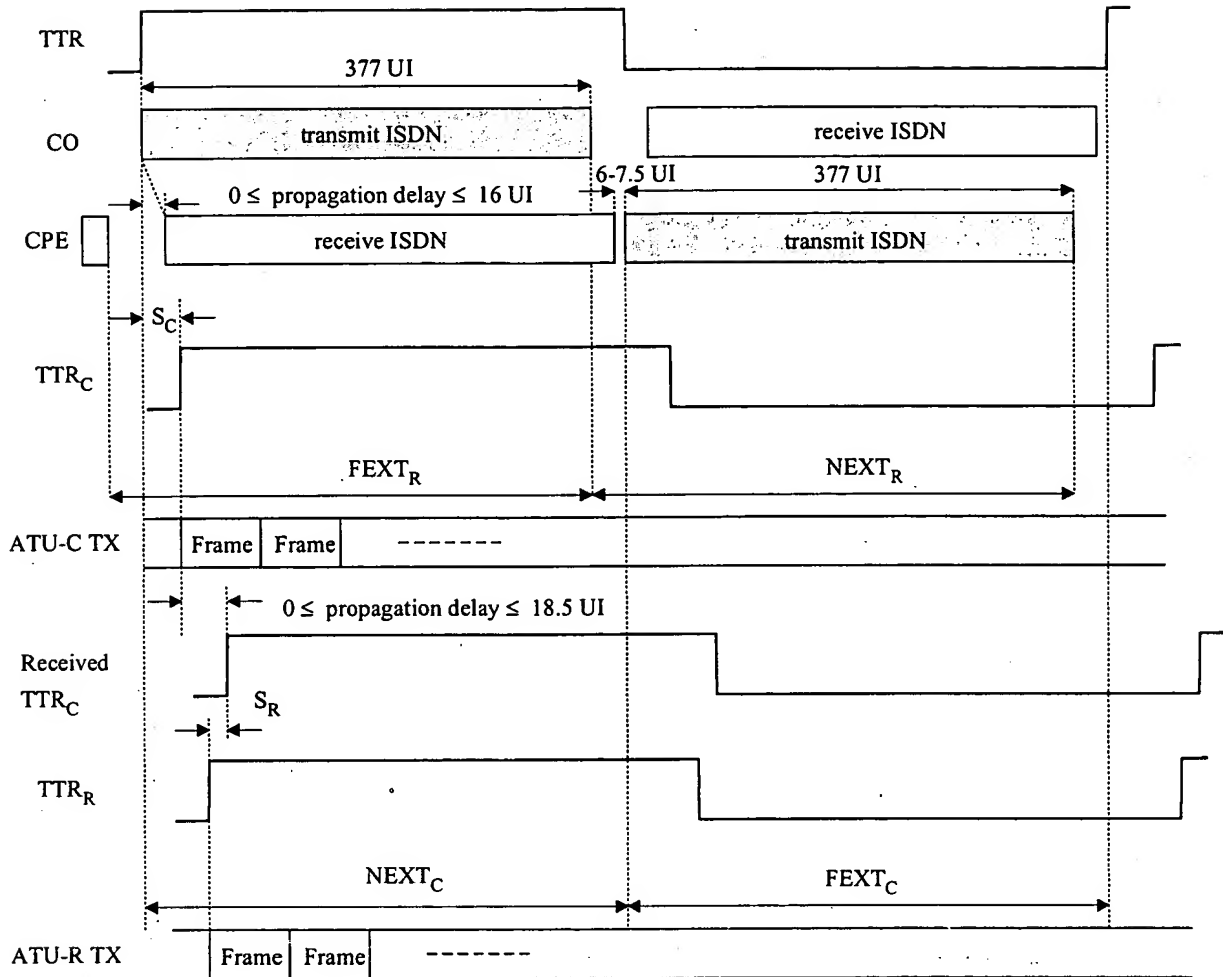 TTR
377 UI
CO
transmit ISDN
receive ISDN
6-7.5 UI
377 UI
0 ≤ propagation delay ≤ 16 UI
CPE
receive ISDN
transmit ISDN
S_C
TTR_C
FEXT_R
NEXT_R
ATU-C TX
Frame
Frame
0 ≤ propagation delay ≤ 18.5 UI
Received
TTR_C
S_R
TTR_R
NEXT_C
FEXT_C
ATU-R TX
Frame
Frame